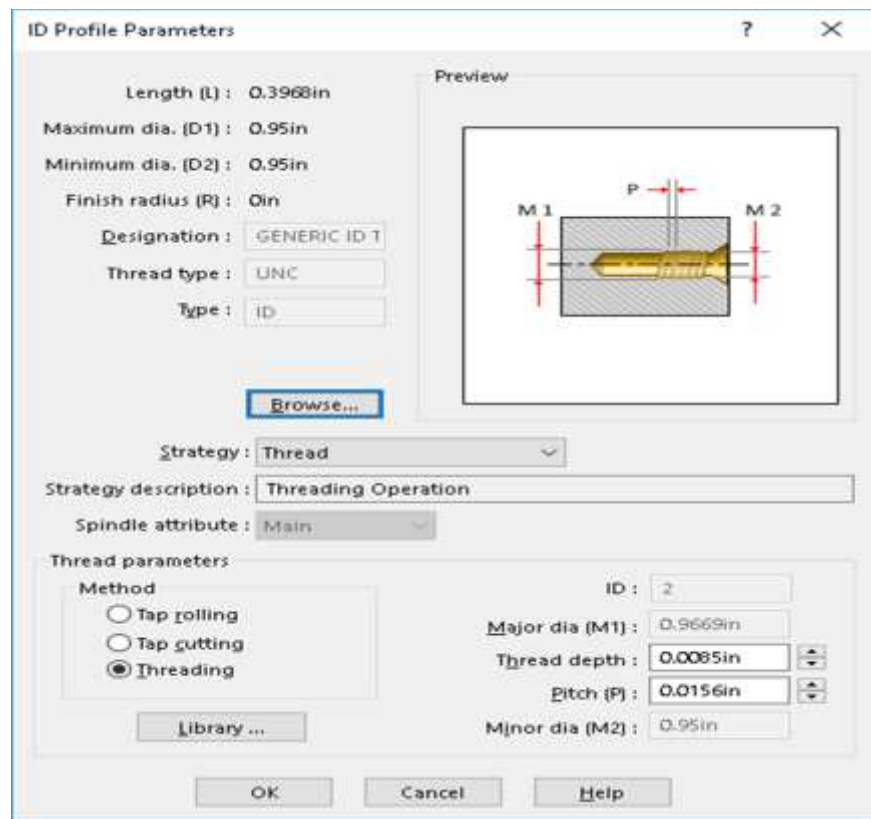 ID Profile Parameters ? ×
Length (L) : 0.3968in
Maximum dia. (D1) : 0.95in
Minimum dia. (D2) : 0.95in
Finish radius (R) : 0in
Designation : GENERIC ID T
Thread type : UNC
Type : ID
Browse...
Preview
P
M 1
M 2
Strategy : Thread
Strategy description : Threading Operation
Spindle attribute : Main
Thread parameters
Method
Tap rolling
Tap cutting
Threading
Library ...
ID : 2
Major dia (M1) : 0.9669in
Thread depth : 0.0085in
Pitch (P) : 0.0156in
Minor dia (M2) : 0.95in
OK Cancel Help